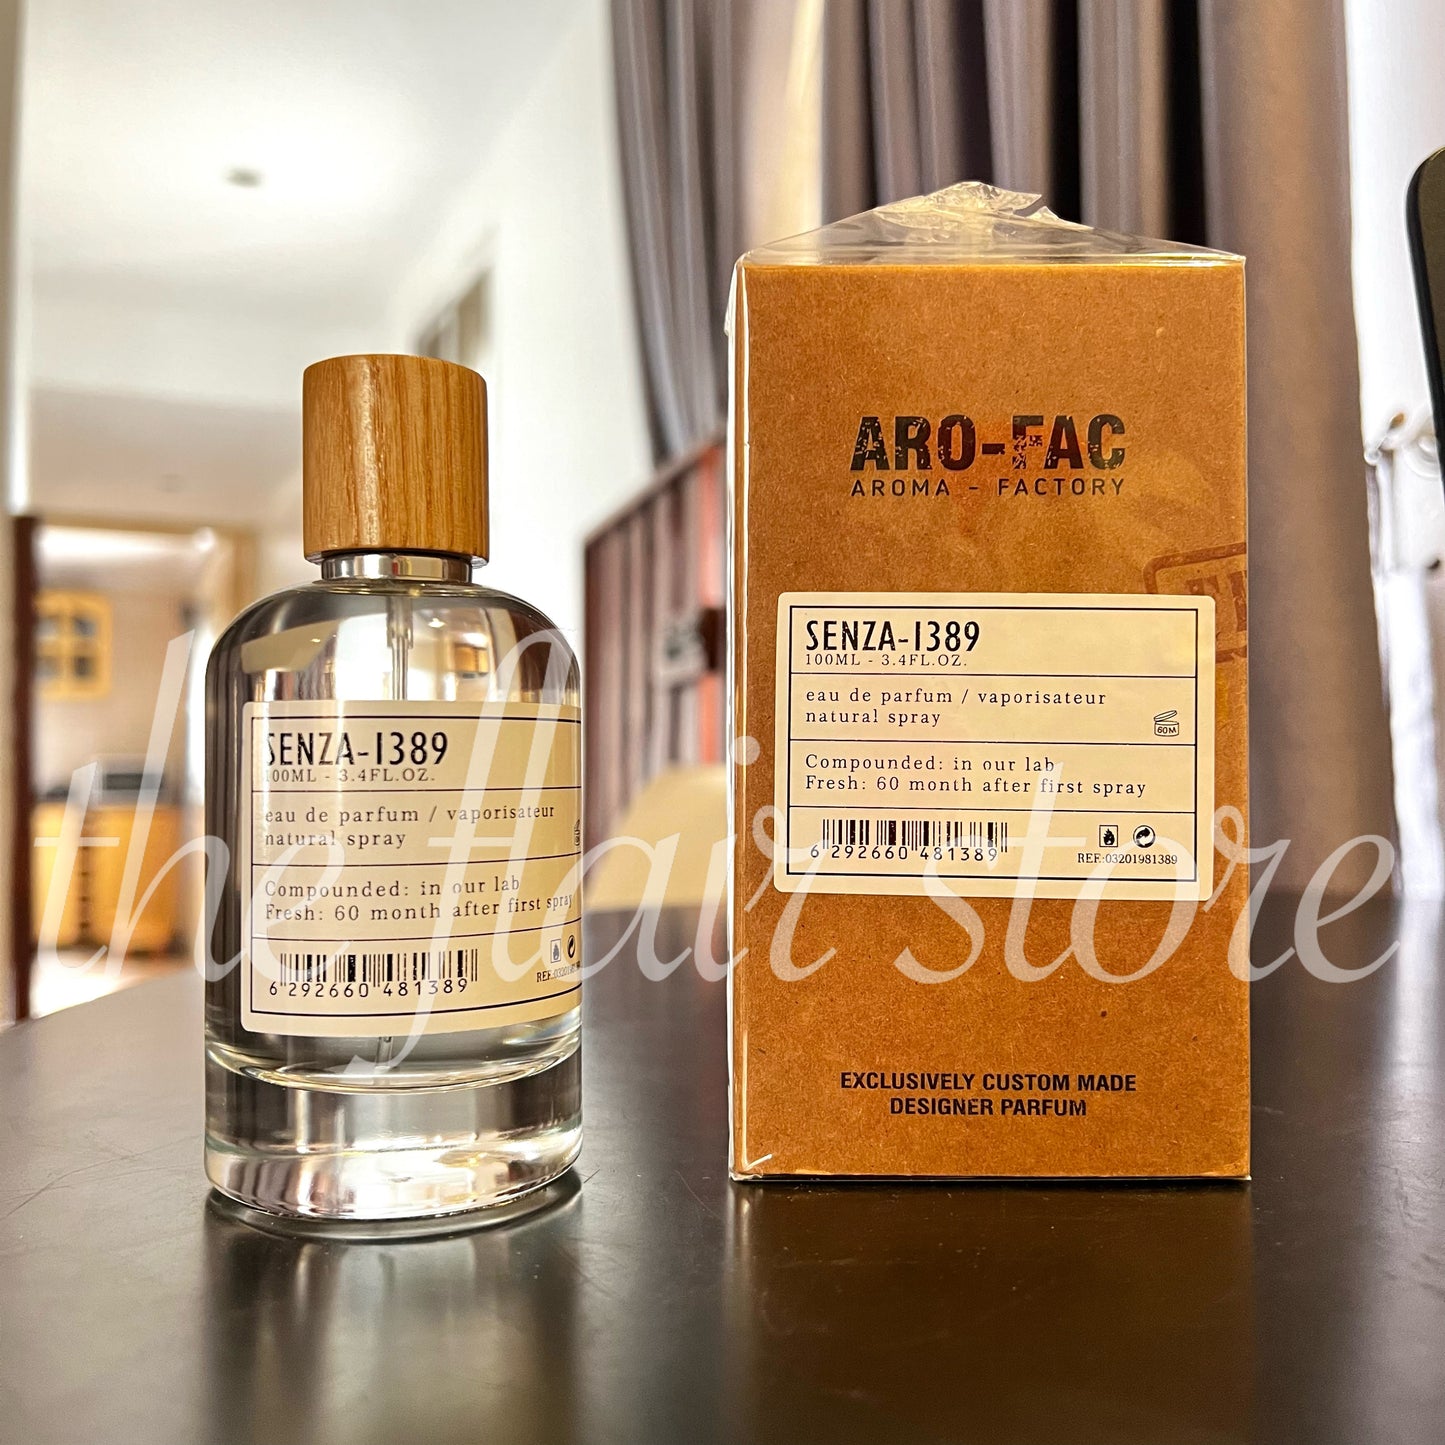 SENZA-1389
100ML - 3.4FL.OZ.
eau de parfum / vaporisateur
natural spray
Compounded: in our lab
Fresh: 60 month after first spray
6 292660 481389
REF:032019813
ARO-FAC
AROMA - FACTORY
SENZA-1389
100ML - 3.4FL.OZ.
eau de parfum / vaporisateur
natural spray
60M
Compounded: in our lab
Fresh: 60 month after first spray
6 292660 481389
REF:03201981389
EXCLUSIVELY CUSTOM MADE
DESIGNER PARFUM
the flair store